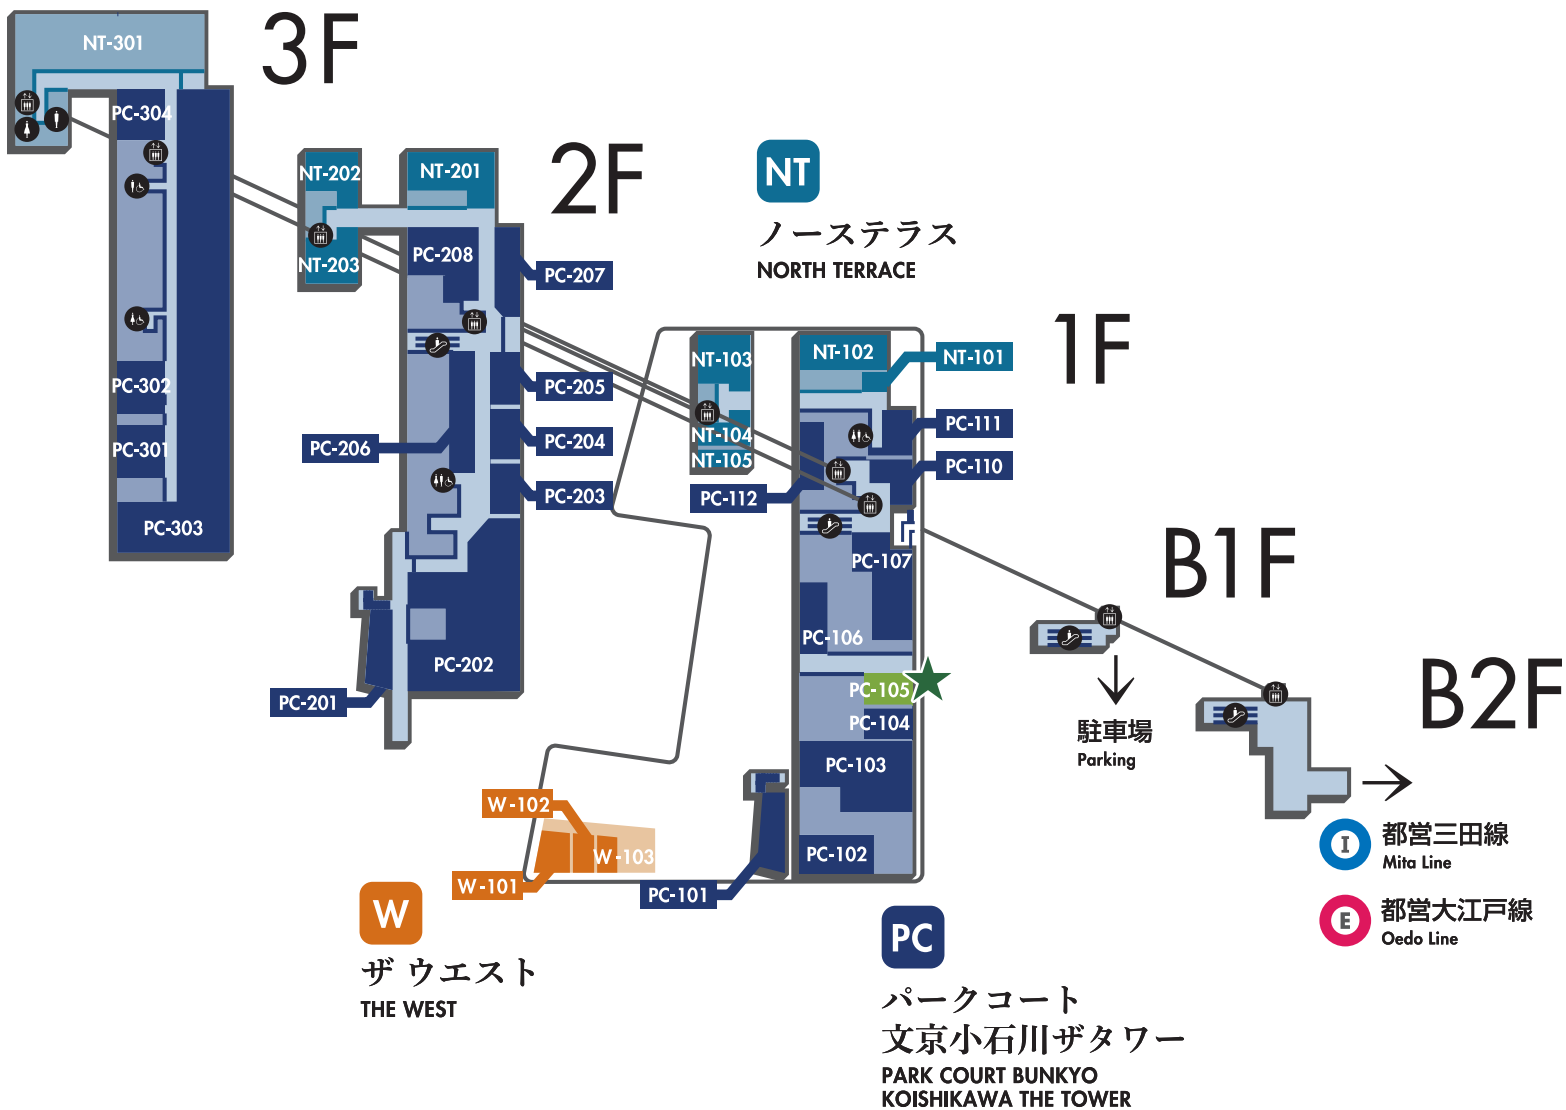 3F
NT-301
PC-304
PC-302
PC-301
PC-303
2F
NT-202
NT-201
NT-203
PC-208
PC-207
PC-205
PC-206
PC-204
PC-203
PC-202
PC-201
NT
ノーステラス
NORTH TERRACE
1F
NT-103
NT-102
NT-101
NT-104
NT-105
PC-111
PC-110
PC-112
PC-107
PC-106
PC-105
PC-104
PC-103
PC-102
PC-101
W-102
W-103
W-101
W
ザ ウエスト
THE WEST
PC
パークコート
文京小石川ザタワー
PARK COURT BUNKYO
KOISHIKAWA THE TOWER
B1F
駐車場
Parking
B2F
I
都営三田線
Mita Line
E
都営大江戸線
Oedo Line